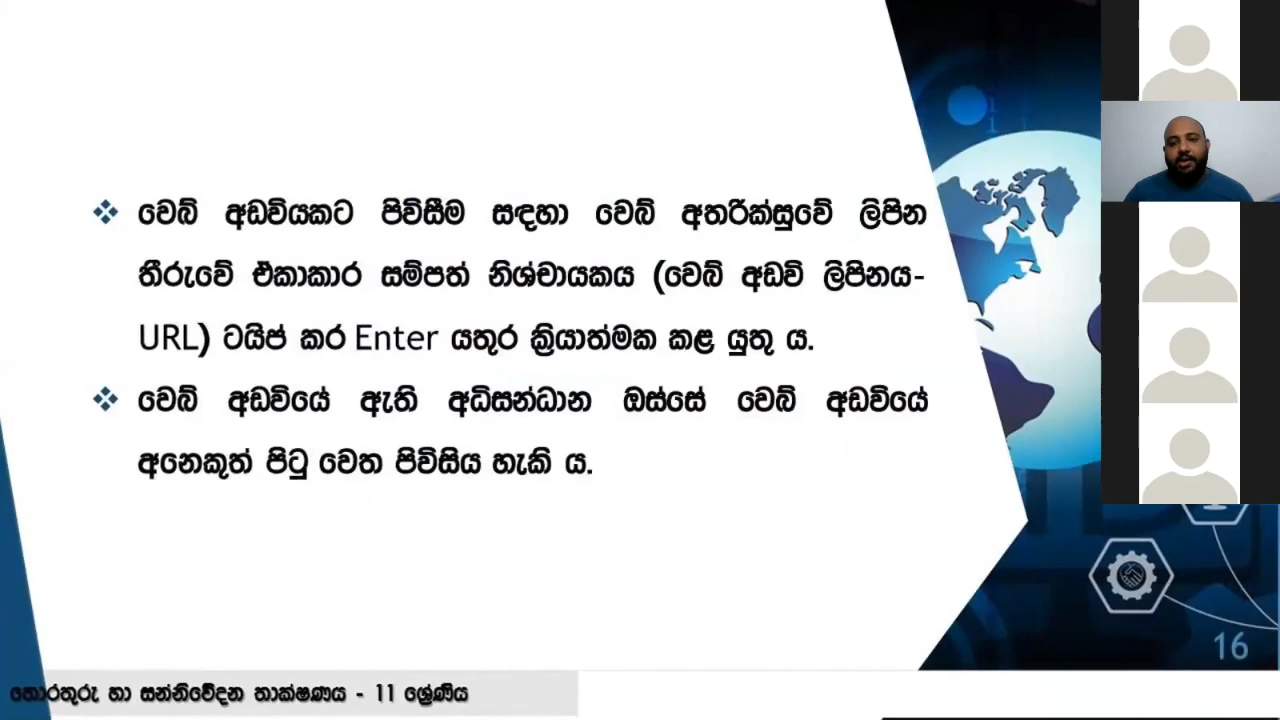 ❖ වෙබ් අඩවියකට පිවිසීම සඳහා වෙබ් අතරික්සුවේ ලිපින
තීරුවේ ඒකාකාර සම්පත් නිශ්චායකය (වෙබ් අඩවි ලිපිනය-
URL) ටයිප් කර Enter යතුර ක්‍රියාත්මක කළ යුතු ය.
❖ වෙබ් අඩවියේ ඇති අධිසන්ධාන ඔස්සේ වෙබ් අඩවියේ
අනෙකුත් පිටු වෙත පිවිසිය හැකි ය.
16
තොරතුරු හා සන්නිවේදන තාක්ෂණය - 11 ශ්‍රේණිය